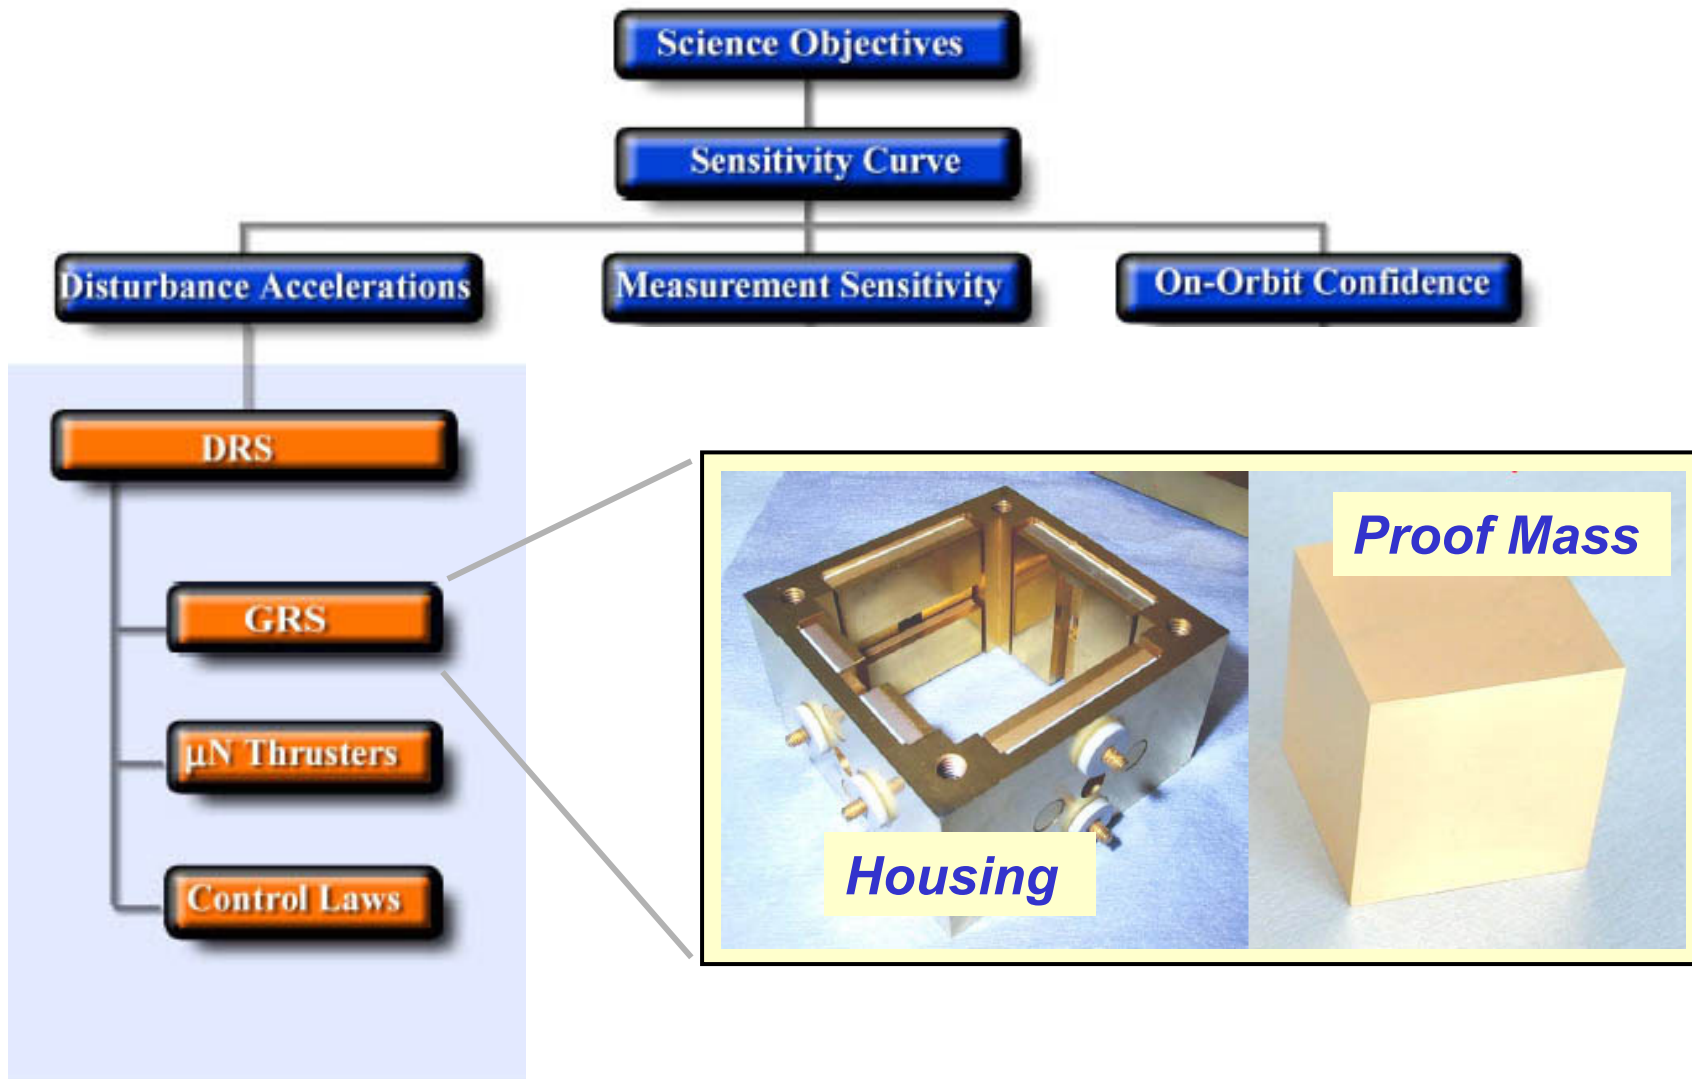 Science Objectives
Sensitivity Curve
Disturbance Accelerations
Measurement Sensitivity
On-Orbit Confidence
DRS
GRS
μN Thrusters
Control Laws
Proof Mass
Housing